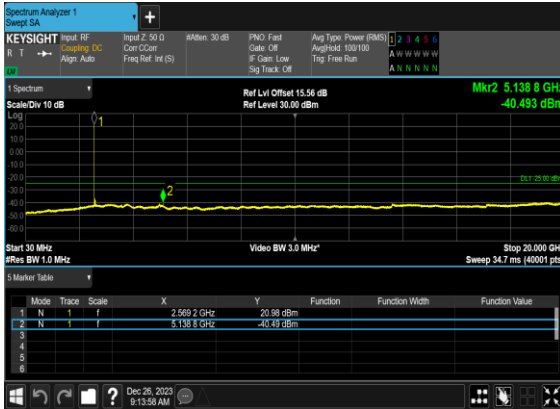 Spectrum Analyzer 1
Swept SA
+
KEYSIGHT Input: RF Input Z: 50 Ω #Atten: 30 dB PNO: Fast Avg Type: Power (RMS) 1 2 3 4 5 6
R T Coupling: DC Corr CCorr Gate: Off Avg|Hold: 100/100 A W W W W W
Align: Auto Freq Ref: Int (S) IF Gain: Low Trig: Free Run
Sig Track: Off A N N N N N
1 Spectrum
Ref Lvl Offset 15.56 dB Mkr2 5.138 8 GHz
Scale/Div 10 dB Ref Level 30.00 dBm -40.493 dBm
Log
20.0
1
10.0
0.00
-10.0
-20.0
DL1 -25.00 dBm
-30.0
2
-40.0
-50.0
-60.0
Start 30 MHz Video BW 3.0 MHz* Stop 20.000 GH
#Res BW 1.0 MHz Sweep 34.7 ms (40001 pts
5 Marker Table
Mode Trace Scale X Y Function Function Width Function Value
1 N 1 f 2.569 2 GHz 20.98 dBm
2 N 1 f 5.138 8 GHz -40.49 dBm
3
4
5
6
? Dec 26, 2023
9:13:58 AM